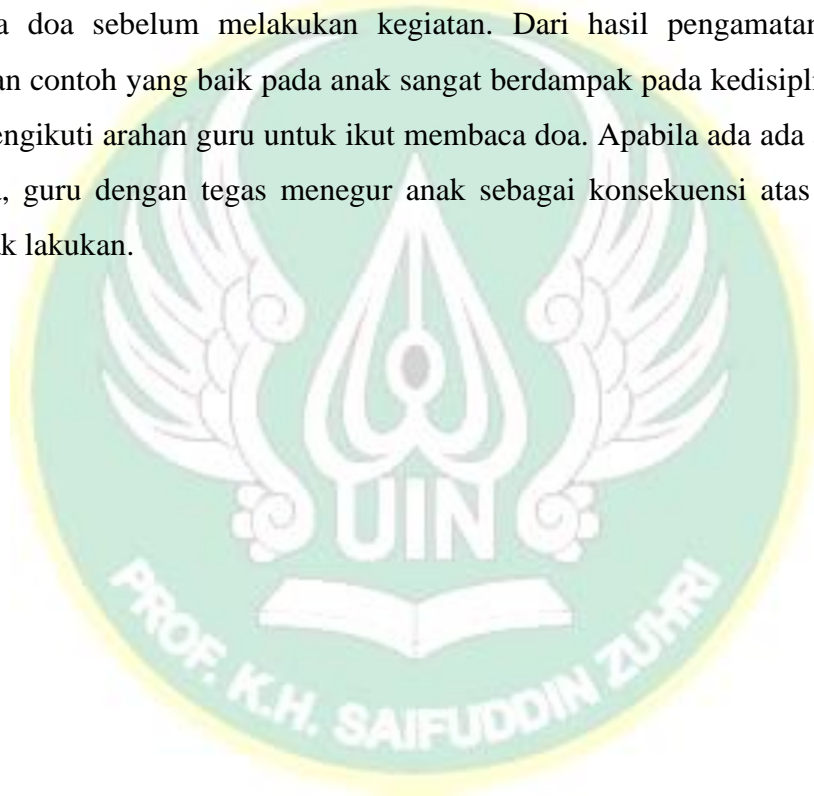 a doa sebelum melakukan kegiatan. Dari hasil pengamatan
an contoh yang baik pada anak sangat berdampak pada kedisipli
engikuti arahan guru untuk ikut membaca doa. Apabila ada ada
, guru dengan tegas menegur anak sebagai konsekuensi atas
k lakukan.
UIN
PROF. K.H. SAIFUDDIN ZUHRI